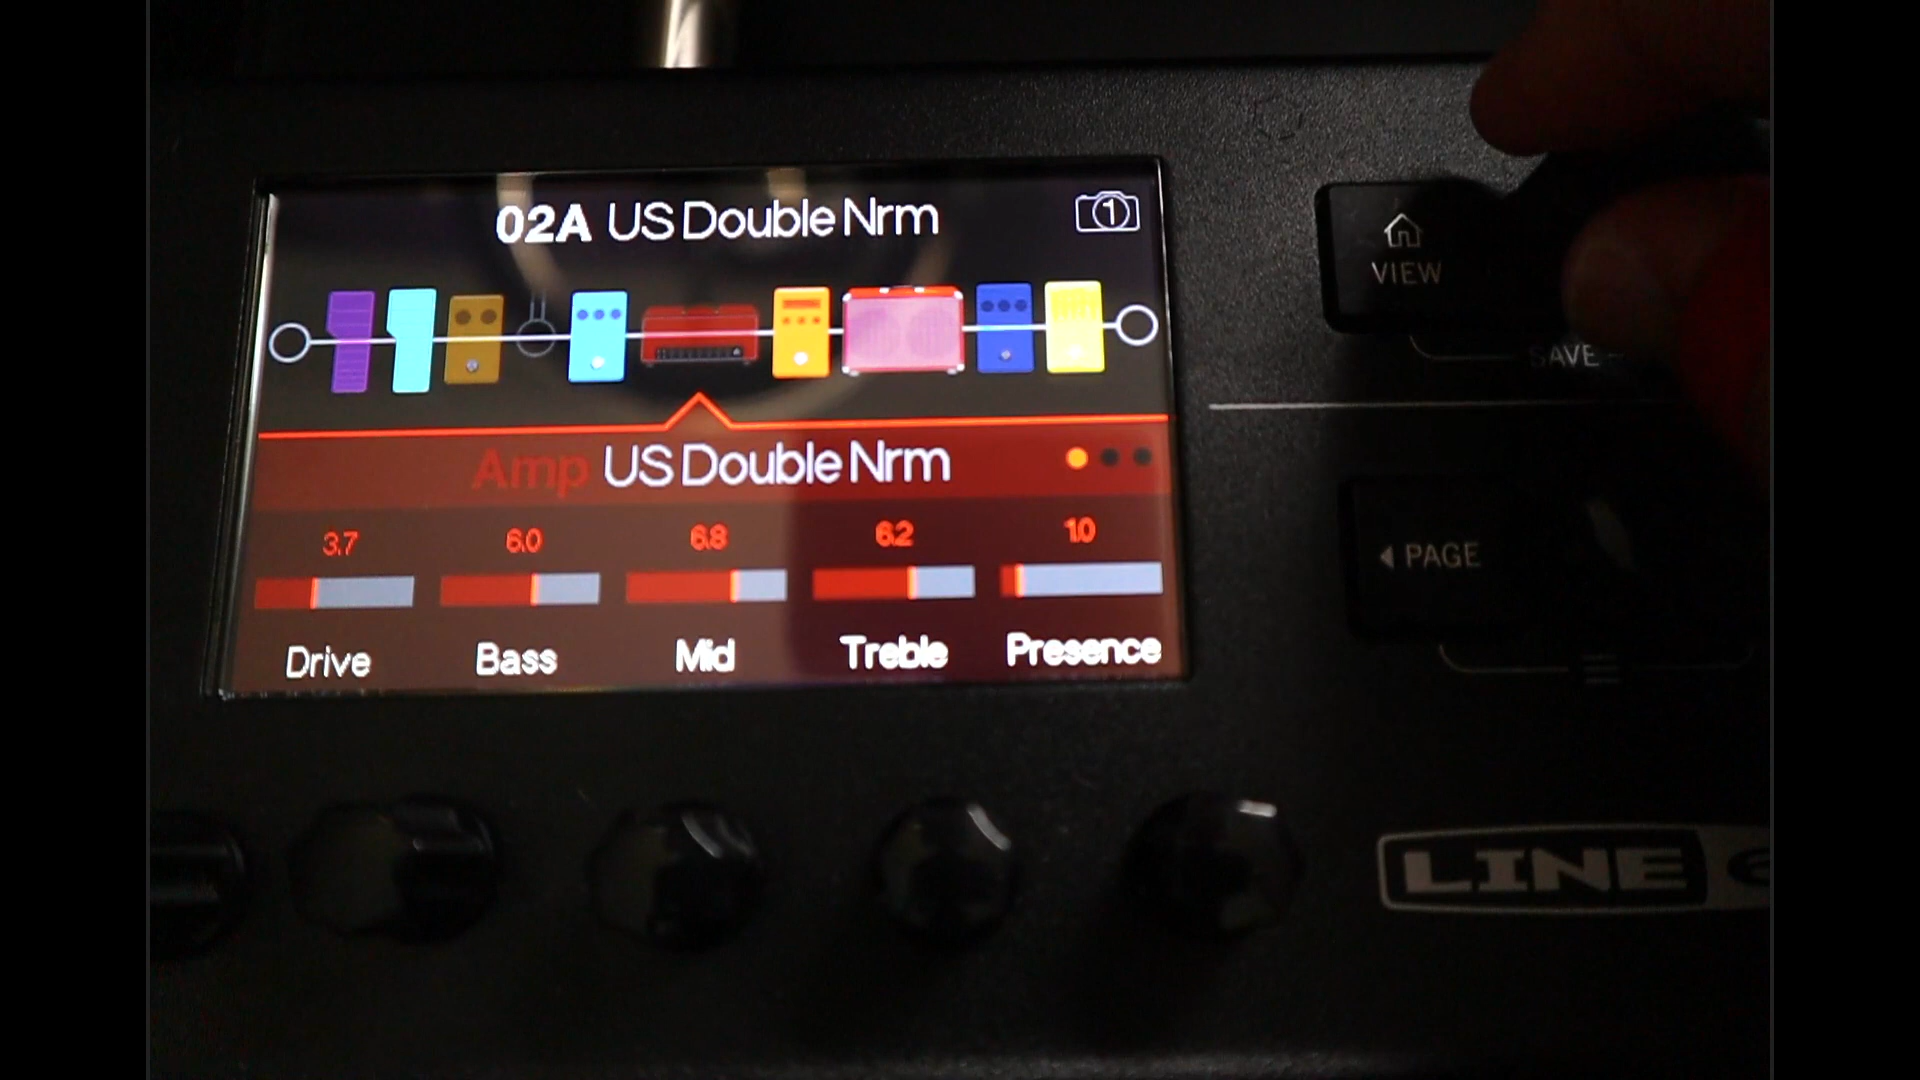 02A US Double Nrm
1
VIEW
SAVE
Amp US Double Nrm
3.7 6.0 6.8 6.2 1.0
Drive Bass Mid Treble Presence
PAGE
LINE 6